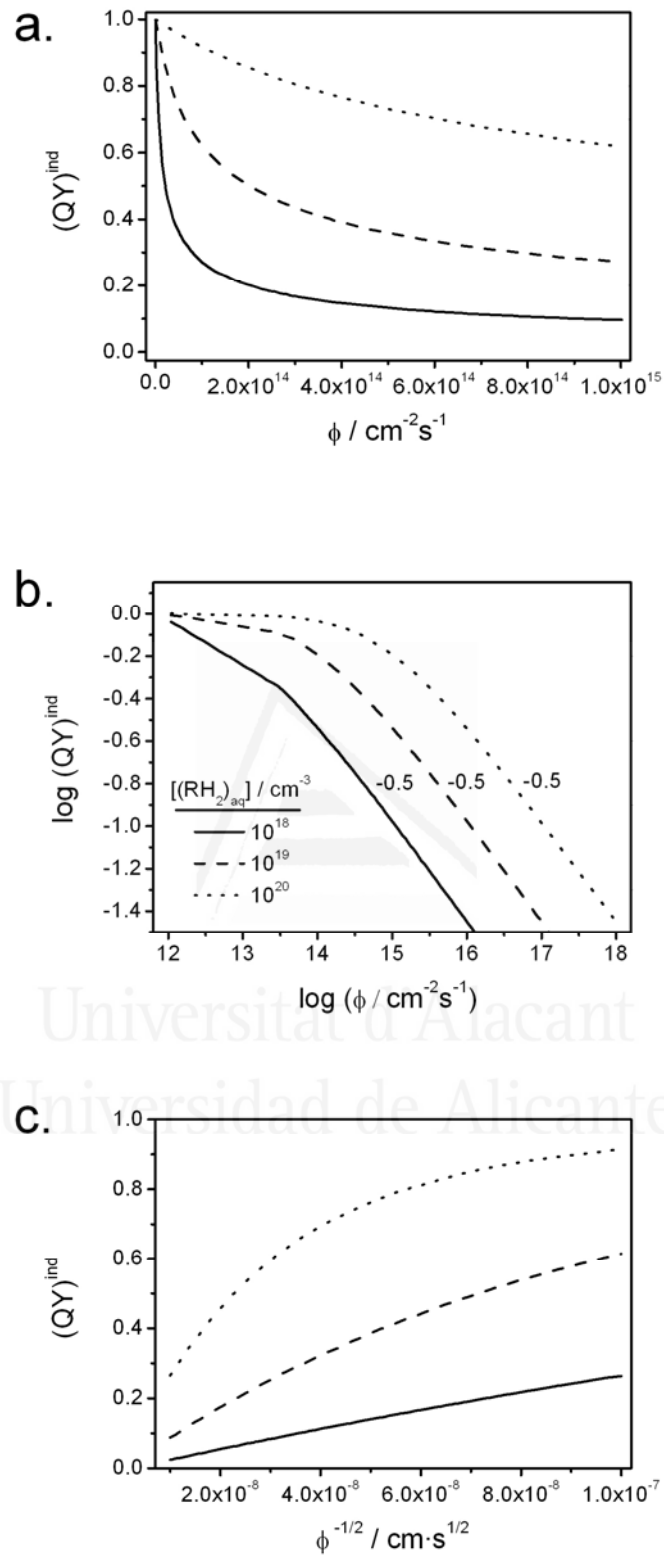 a.
1.0
0.8
0.6
0.4
0.2
0.0
(QY)^ind
0.0 2.0x10^14 4.0x10^14 6.0x10^14 8.0x10^14 1.0x10^15
ϕ / cm^-2s^-1
b.
0.0
-0.2
-0.4
-0.6
-0.8
-1.0
-1.2
-1.4
log (QY)^ind
-0.5 -0.5 -0.5
[(RH_2)_aq] / cm^-3
10^18
10^19
10^20
12 13 14 15 16 17 18
log (ϕ / cm^-2s^-1)
Universitat d'Alacant
Universidad de Alicante
c.
1.0
0.8
0.6
0.4
0.2
0.0
(QY)^ind
2.0x10^-8 4.0x10^-8 6.0x10^-8 8.0x10^-8 1.0x10^-7
ϕ^-1/2 / cm·s^1/2